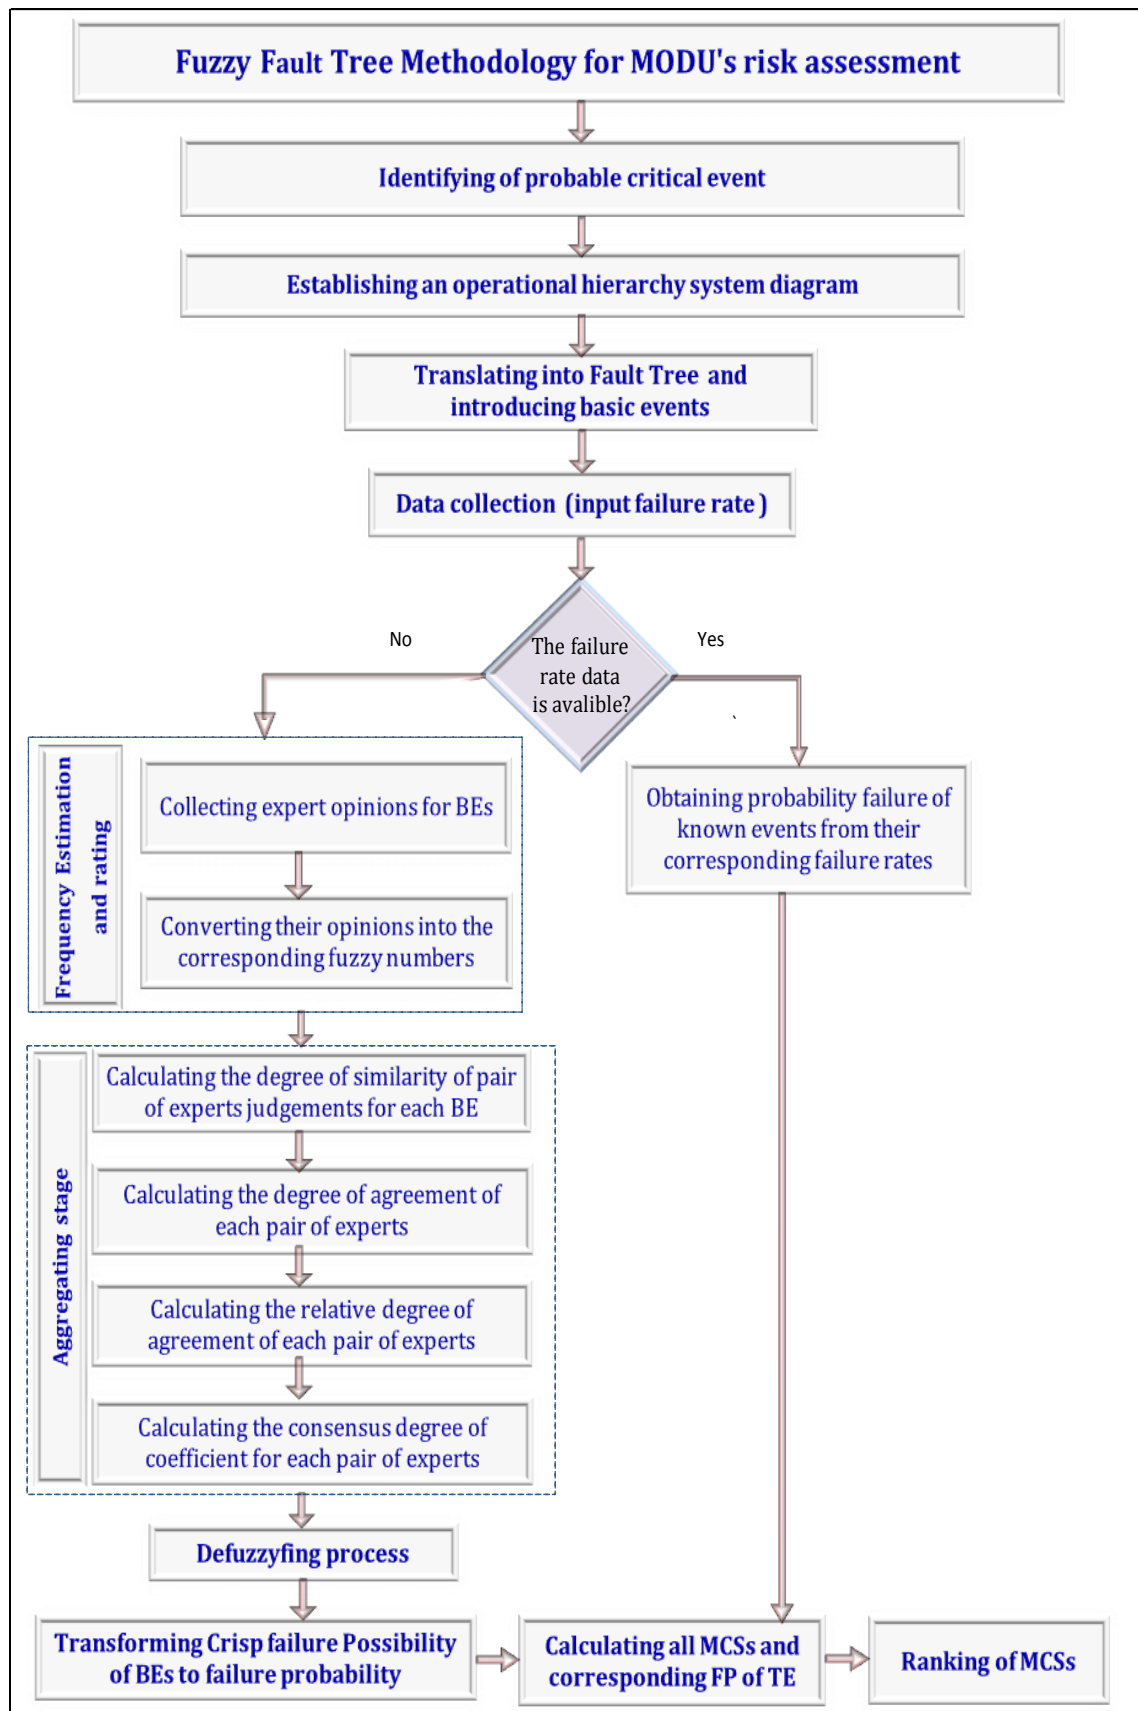 Fuzzy Fault Tree Methodology for MODU's risk assessment
Identifying of probable critical event
Establishing an operational hierarchy system diagram
Translating into Fault Tree and
introducing basic events
Data collection (input failure rate )
The failure
rate data
is avalible?
No
Yes
`
Frequency Estimation
and rating
Collecting expert opinions for BEs
Converting their opinions into the
corresponding fuzzy numbers
Obtaining probability failure of
known events from their
corresponding failure rates
Aggregating stage
Calculating the degree of similarity of pair
of experts judgements for each BE
Calculating the degree of agreement of
each pair of experts
Calculating the relative degree of
agreement of each pair of experts
Calculating the consensus degree of
coefficient for each pair of experts
Defuzzyfing process
Transforming Crisp failure Possibility
of BEs to failure probability
Calculating all MCSs and
corresponding FP of TE
Ranking of MCSs